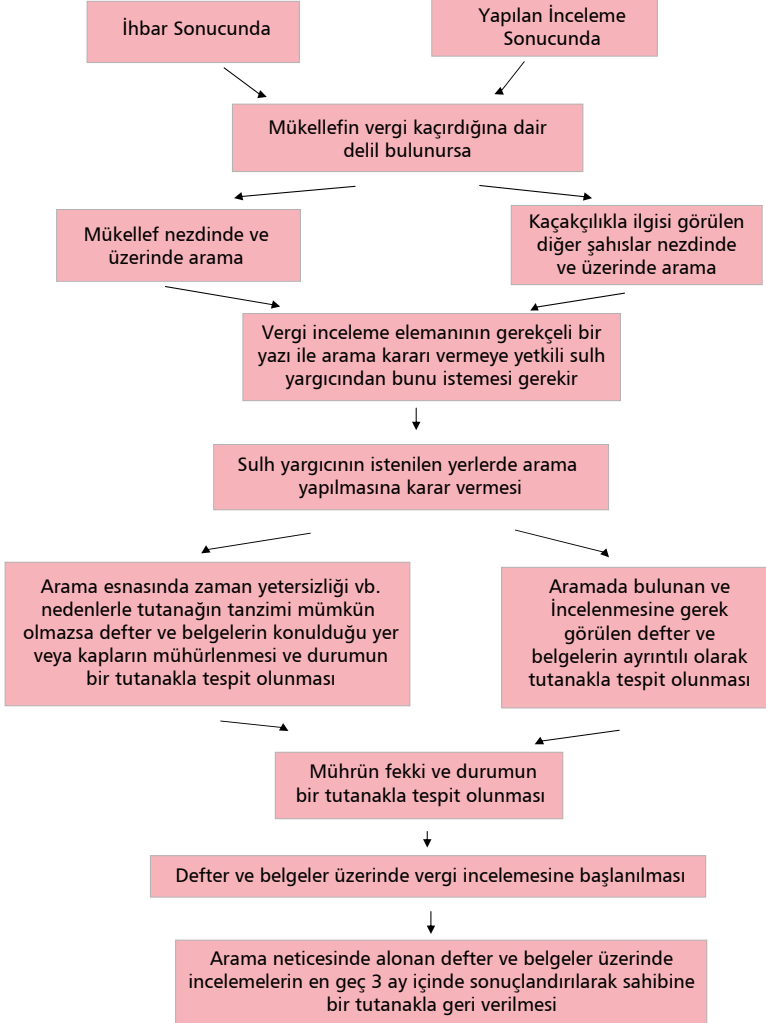 İhbar Sonucunda
Yapılan İnceleme
Sonucunda
Mükellefin vergi kaçırdığına dair
delil bulunursa
Mükellef nezdinde ve
üzerinde arama
Kaçakçılıkla ilgisi görülen
diğer şahıslar nezdinde
ve üzerinde arama
Vergi inceleme elemanının gerekçeli bir
yazı ile arama kararı vermeye yetkili sulh
yargıcından bunu istemesi gerekir
Sulh yargıcının istenilen yerlerde arama
yapılmasına karar vermesi
Arama esnasında zaman yetersizliği vb.
nedenlerle tutanağın tanzimi mümkün
olmazsa defter ve belgelerin konulduğu yer
veya kapların mühürlenmesi ve durumun
bir tutanakla tespit olunması
Aramada bulunan ve
İncelenmesine gerek
görülen defter ve
belgelerin ayrıntılı olarak
tutanakla tespit olunması
Mührün fekki ve durumun
bir tutanakla tespit olunması
Defter ve belgeler üzerinde vergi incelemesine başlanılması
Arama neticesinde alonan defter ve belgeler üzerinde
incelemelerin en geç 3 ay içinde sonuçlandırılarak sahibine
bir tutanakla geri verilmesi